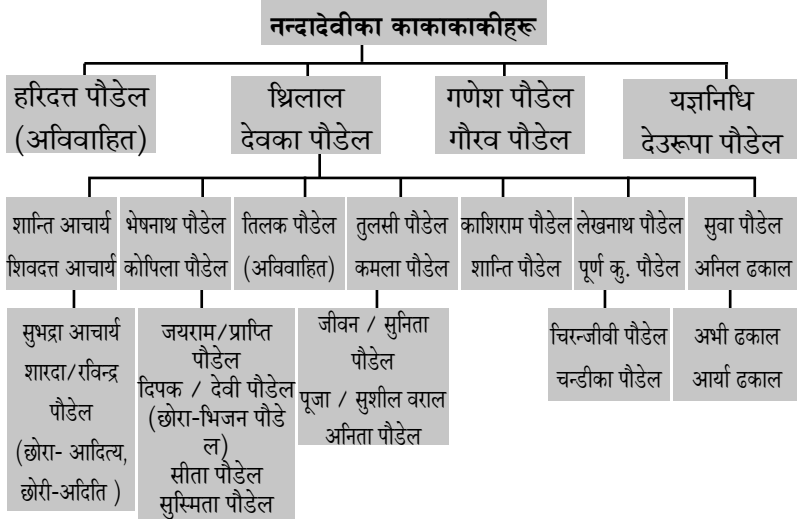 नन्दादेवीका काकाकाकीहरू
हरिदत्त पौडेल
(अविवाहित)
थ्रिलाल
देवका पौडेल
गणेश पौडेल
गौरव पौडेल
यज्ञनिधि
देउरूपा पौडेल
शान्ति आचार्य
शिवदत्त आचार्य
भेषनाथ पौडेल
कोपिला पौडेल
तिलक पौडेल
(अविवाहित)
तुलसी पौडेल
कमला पौडेल
काशिराम पौडेल
शान्ति पौडेल
लेखनाथ पौडेल
पूर्ण कु. पौडेल
सुवा पौडेल
अनिल ढकाल
सुभद्रा आचार्य
शारदा/रविन्द्र
पौडेल
(छोरा- आदित्य,
छोरी-अदिति )
जयराम/प्राप्ति
पौडेल
दिपक / देवी पौडेल
(छोरा-भिजन पौडे
ल)
सीता पौडेल
सुस्मिता पौडेल
जीवन / सुनिता
पौडेल
पूजा / सुशील वराल
अनिता पौडेल
चिरन्जीवी पौडेल
चन्डीका पौडेल
अभी ढकाल
आर्या ढकाल